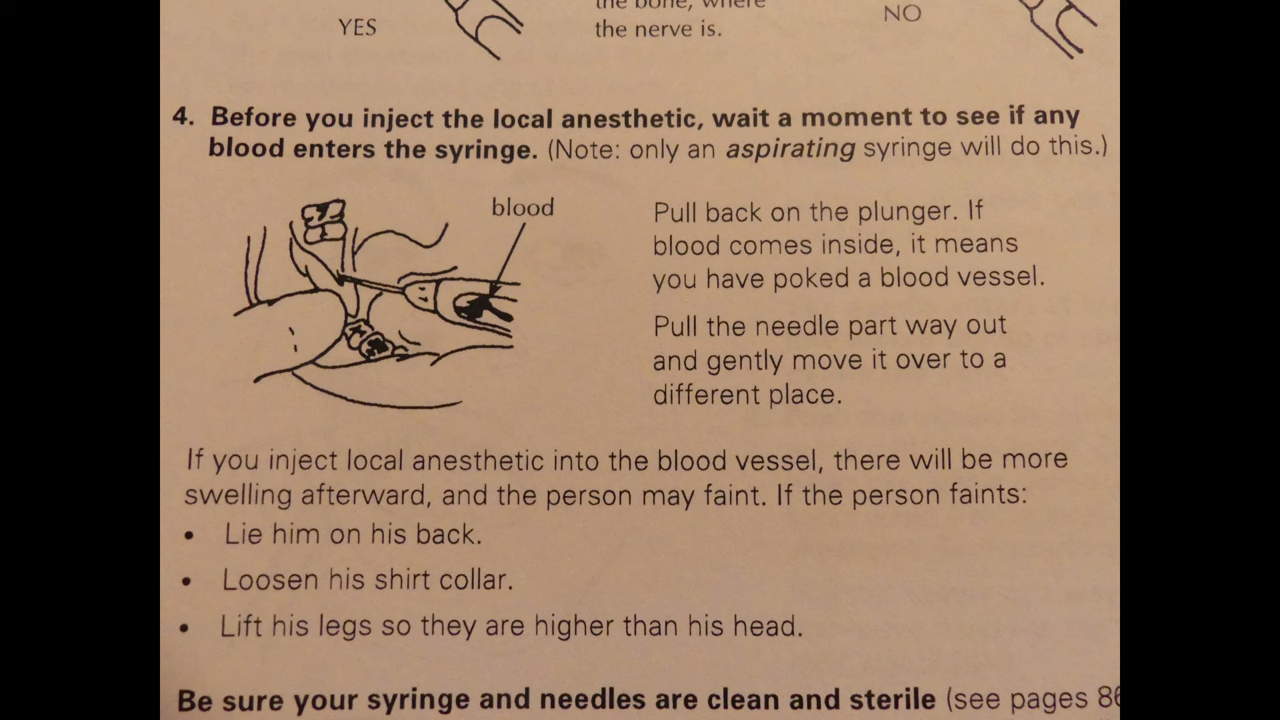 YES
the bone, where
the nerve is.
NO
4. Before you inject the local anesthetic, wait a moment to see if any
blood enters the syringe. (Note: only an aspirating syringe will do this.)
blood
Pull back on the plunger. If
blood comes inside, it means
you have poked a blood vessel.
Pull the needle part way out
and gently move it over to a
different place.
If you inject local anesthetic into the blood vessel, there will be more
swelling afterward, and the person may faint. If the person faints:
• Lie him on his back.
• Loosen his shirt collar.
• Lift his legs so they are higher than his head.
Be sure your syringe and needles are clean and sterile (see pages